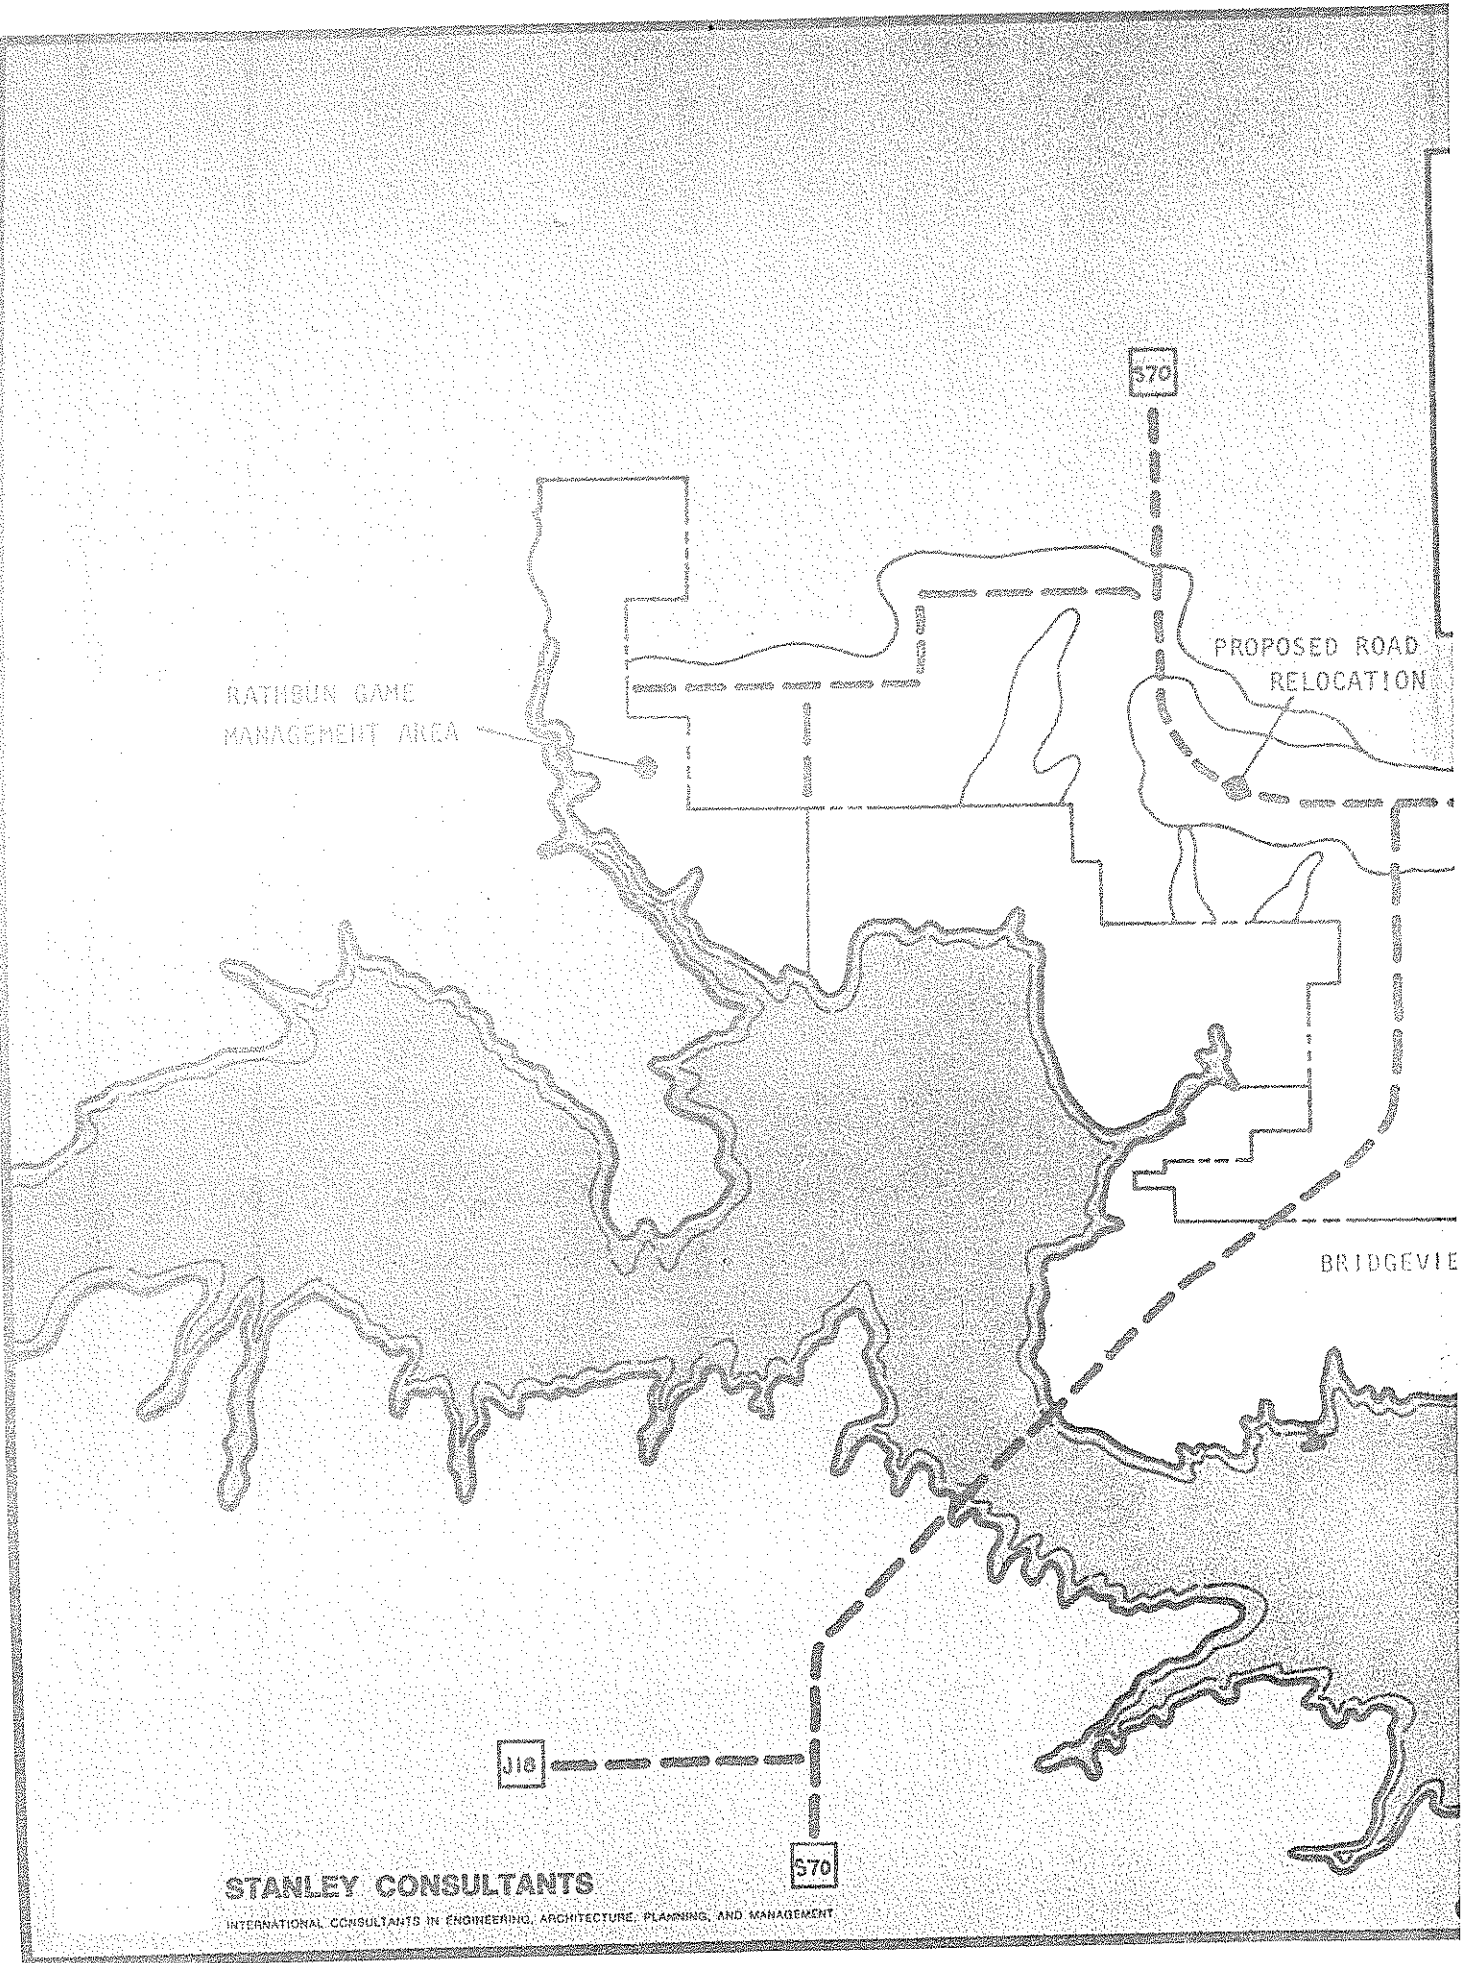 S70
PROPOSED ROAD
RELOCATION
RATHBUN GAME
MANAGEMENT AREA
BRIDGEVIE
J18
S70
STANLEY CONSULTANTS
INTERNATIONAL CONSULTANTS IN ENGINEERING, ARCHITECTURE, PLANNING, AND MANAGEMENT